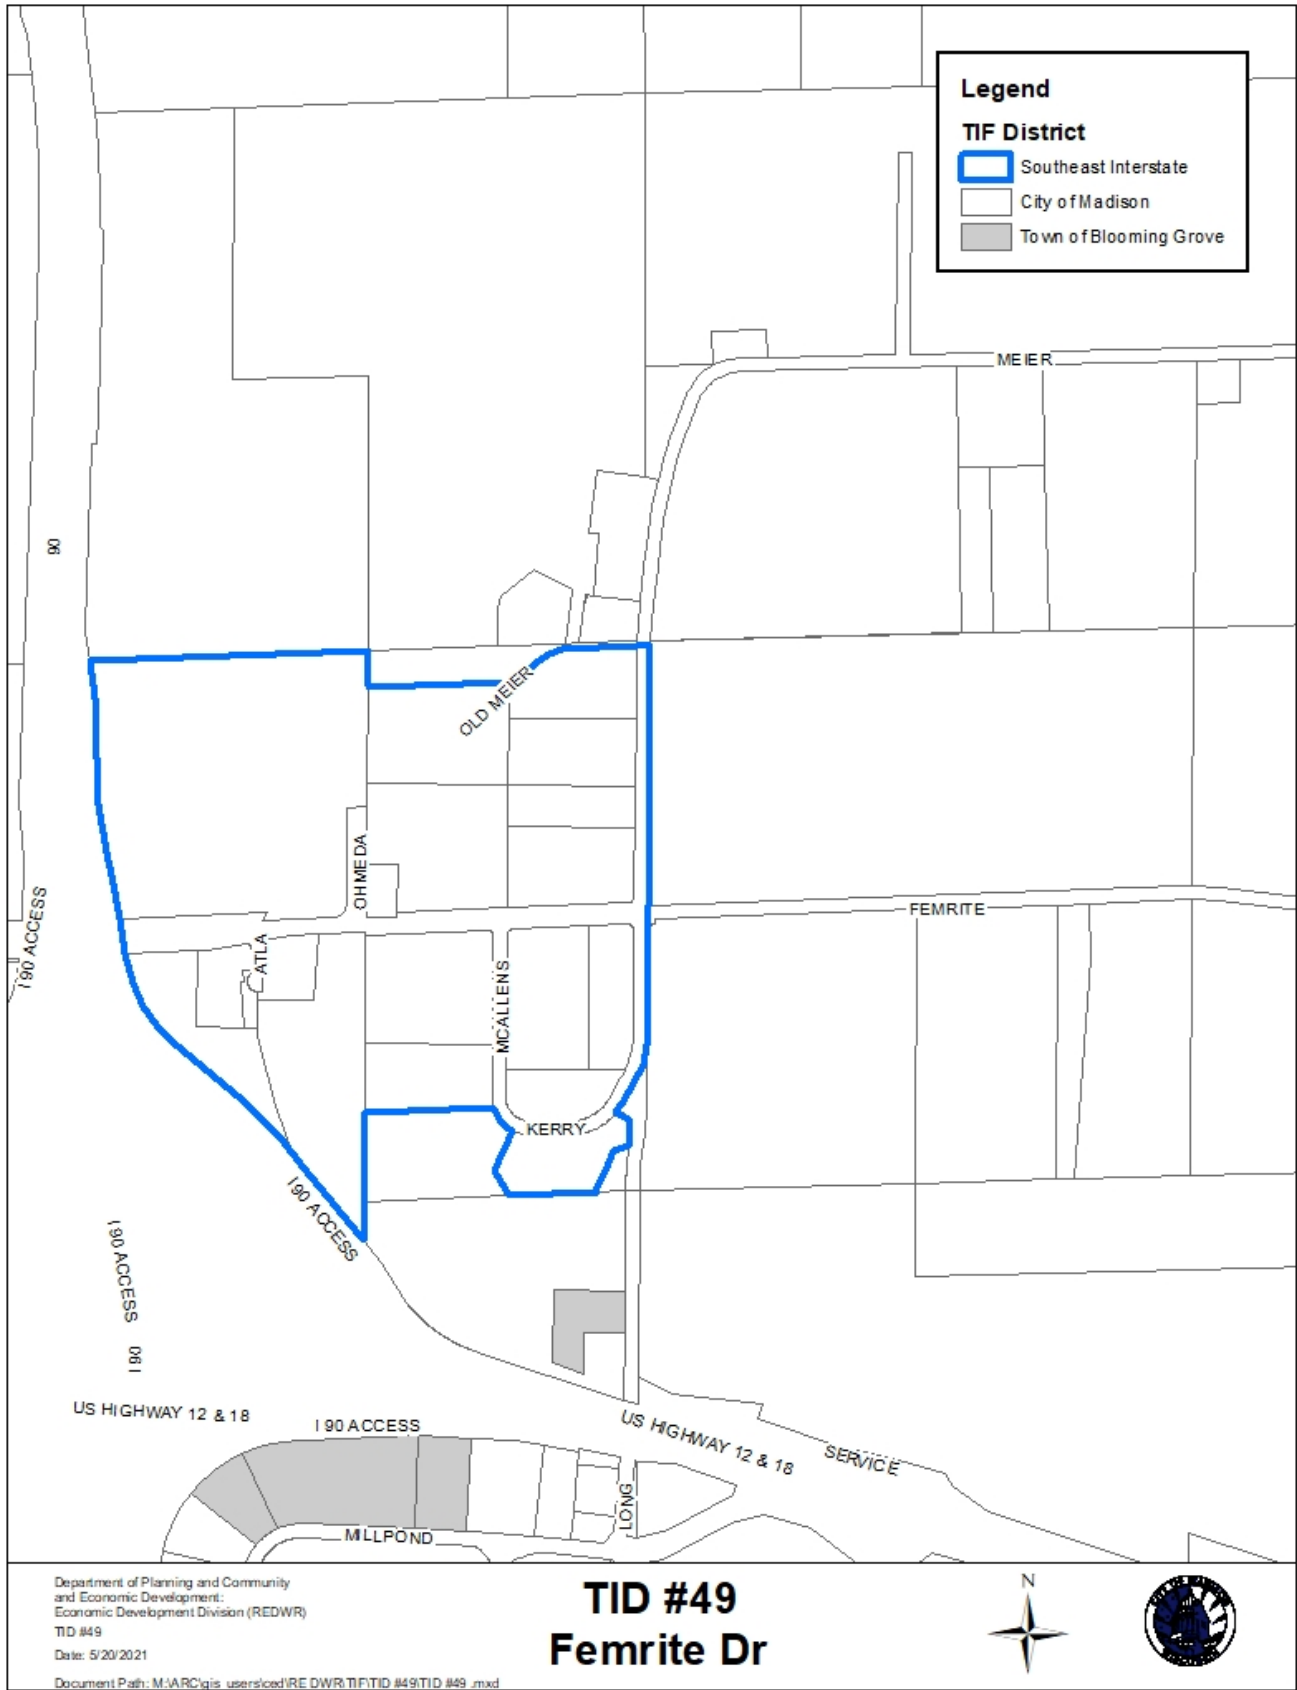 Legend
TIF District
Southeast Interstate
City of Madison
Town of Blooming Grove
MEIER
90
OLD MEIER
OHMEDA
I 90 ACCESS
FEMRITE
ATLA
MCALLENS
KERRY
I 90 ACCESS
I 90 ACCESS
I 90
US HIGHWAY 12 & 18
I 90 ACCESS
US HIGHWAY 12 & 18
SERVICE
LONG
MILLPOND
Department of Planning and Community
and Economic Development:
Economic Development Division (REDWR)
TID #49
Date: 5/20/2021
Document Path: M:\ARC\gis_users\ced\REDWR\TIF\TID #49\TID #49 .mxd
TID #49
Femrite Dr
N